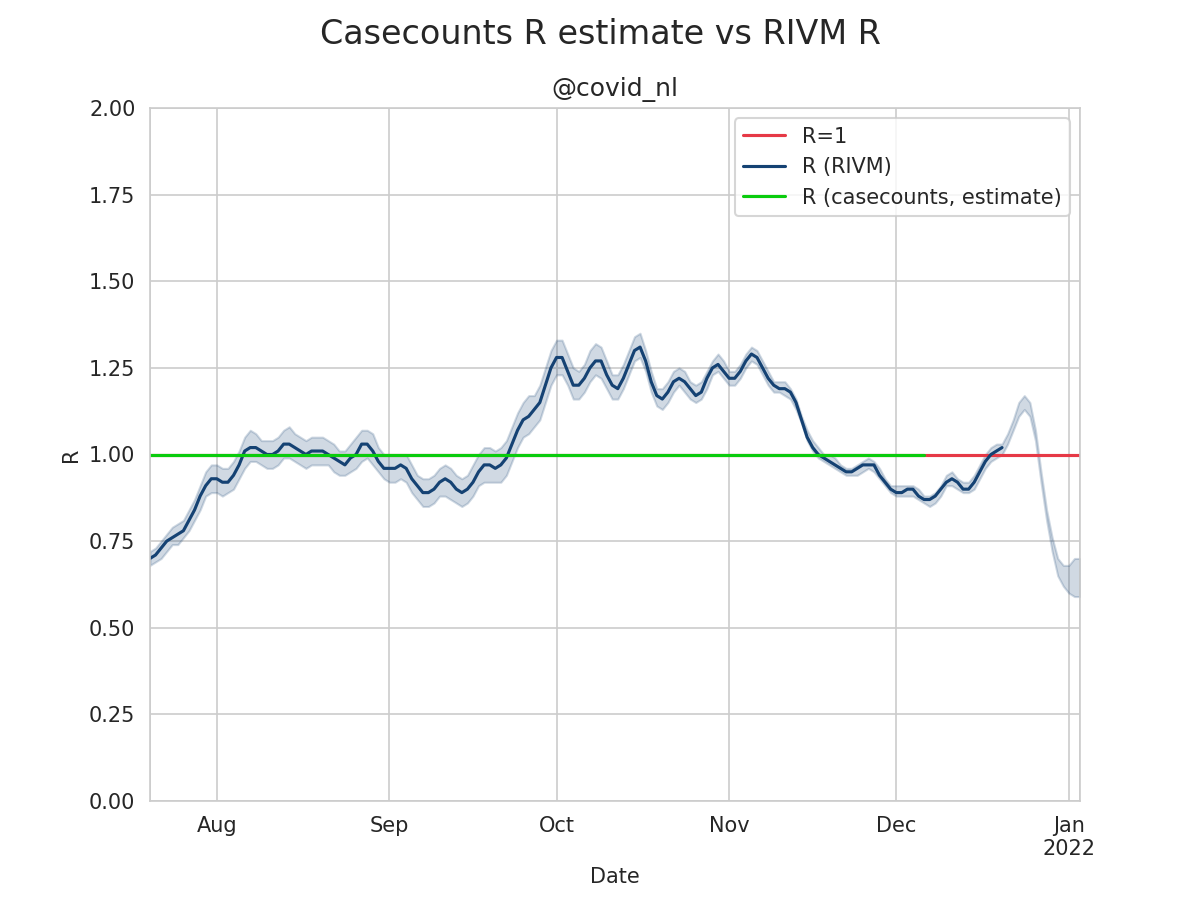 Casecounts R estimate vs RIVM R
@covid_nl
2.00
1.75
1.50
1.25
1.00
0.75
0.50
0.25
0.00
R
R=1
R (RIVM)
R (casecounts, estimate)
Aug Sep Oct Nov Dec Jan
2022
Date